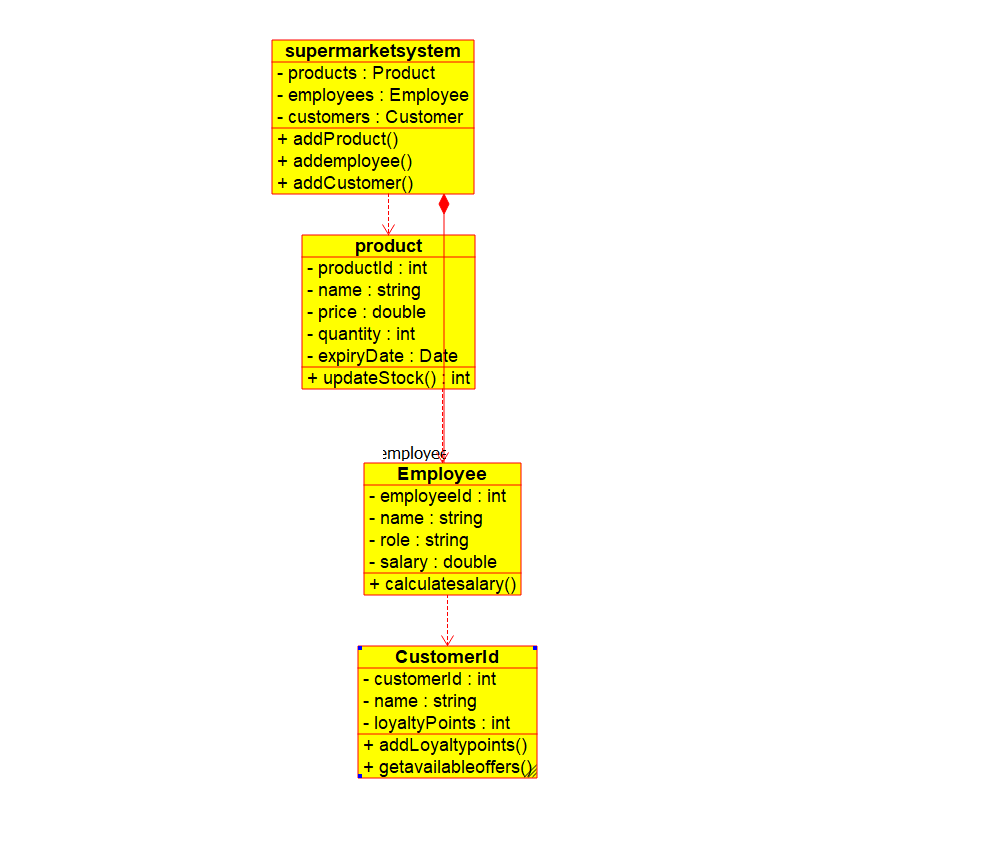 supermarketsystem
- products : Product
- employees : Employee
- customers : Customer
+ addProduct()
+ addemployee()
+ addCustomer()
product
- productId : int
- name : string
- price : double
- quantity : int
- expiryDate : Date
+ updateStock() : int
employee
Employee
- employeeId : int
- name : string
- role : string
- salary : double
+ calculatesalary()
CustomerId
- customerId : int
- name : string
- loyaltyPoints : int
+ addLoyaltypoints()
+ getavailableoffers()